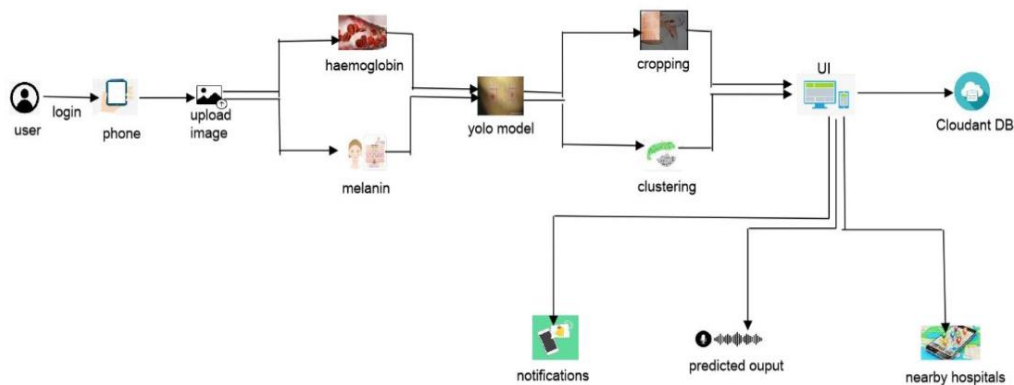 user
login
phone
upload
image
haemoglobin
melanin
yolo model
cropping
clustering
UI
Cloudant DB
notifications
predicted ouput
nearby hospitals